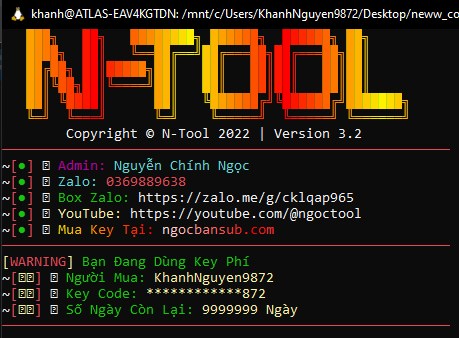 khanh@ATLAS-EAV4KGTDN: /mnt/c/Users/KhanhNguyen9872/Desktop/neww_co
N-TOOL
Copyright © N-Tool 2022 | Version 3.2
~[●] Admin: Nguyễn Chính Ngọc
~[●] Zalo: 0369889638
~[●] Box Zalo: https://zalo.me/g/cklqap965
~[●] YouTube: https://youtube.com/@ngoctool
~[●] Mua Key Tại: ngocbansub.com
[WARNING] Bạn Đang Dùng Key Phí
~[] Người Mua: KhanhNguyen9872
~[] Key Code: ************872
~[] Số Ngày Còn Lại: 9999999 Ngày